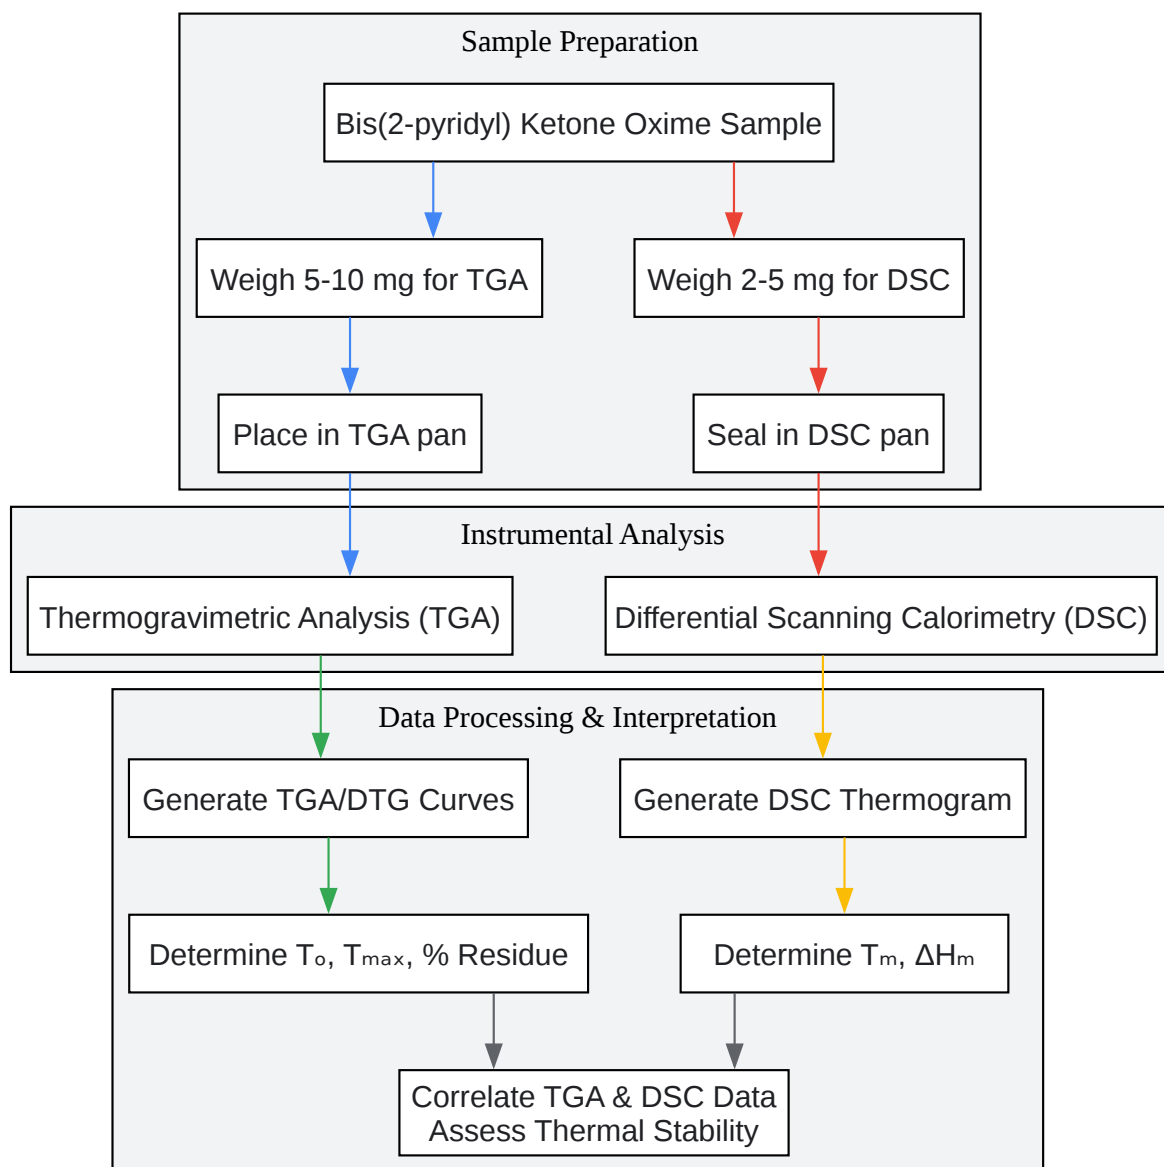 Sample Preparation
Bis(2-pyridyl) Ketone Oxime Sample
Weigh 5-10 mg for TGA
Weigh 2-5 mg for DSC
Place in TGA pan
Seal in DSC pan
Instrumental Analysis
Thermogravimetric Analysis (TGA)
Differential Scanning Calorimetry (DSC)
Data Processing & Interpretation
Generate TGA/DTG Curves
Generate DSC Thermogram
Determine Tₒ, Tₘₐₓ, % Residue
Determine Tₘ, ΔHₘ
Correlate TGA & DSC Data
Assess Thermal Stability